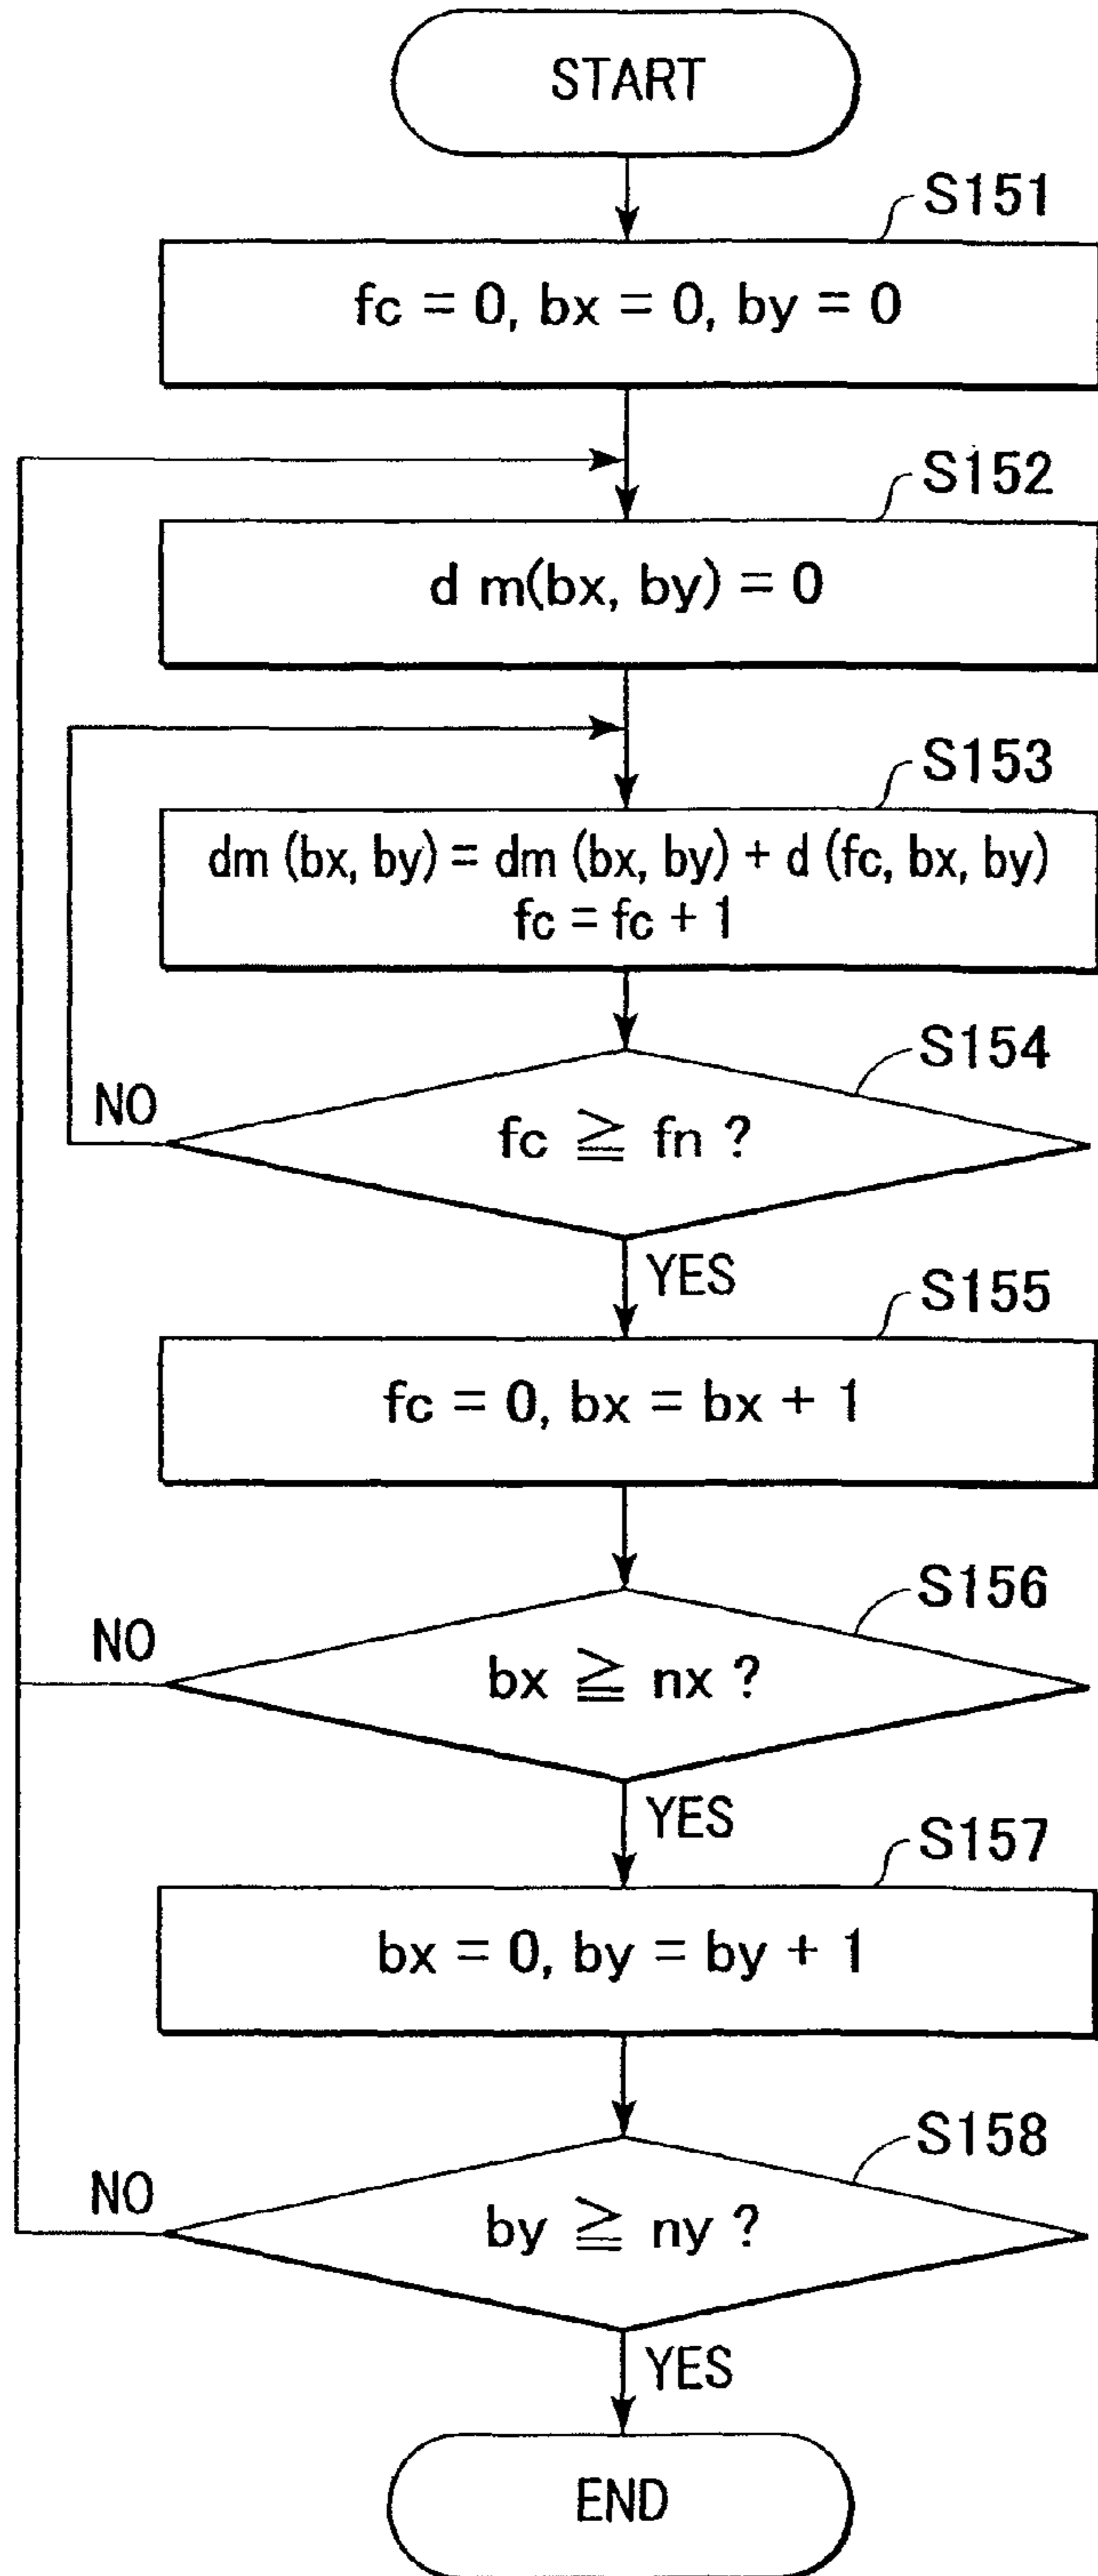 START
S151
fc = 0, bx = 0, by = 0
S152
d m(bx, by) = 0
S153
dm (bx, by) = dm (bx, by) + d (fc, bx, by)
fc = fc + 1
S154
NO
fc ≧ fn ?
YES
S155
fc = 0, bx = bx + 1
S156
NO
bx ≧ nx ?
YES
S157
bx = 0, by = by + 1
S158
NO
by ≧ ny ?
YES
END